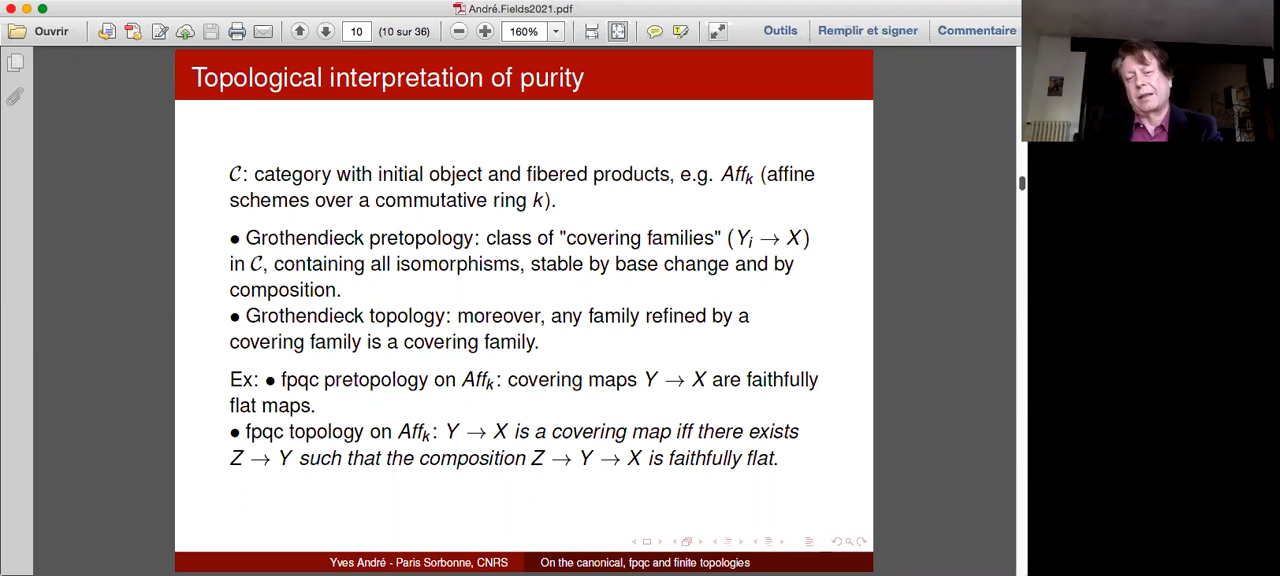 André.Fields2021.pdf
Ouvrir
10
(10 sur 36)
160%
Outils
Remplir et signer
Commentaire
Topological interpretation of purity
𝒞: category with initial object and fibered products, e.g. Aff_k (affine
schemes over a commutative ring k).
• Grothendieck pretopology: class of "covering families" (Y_i → X)
in 𝒞, containing all isomorphisms, stable by base change and by
composition.
• Grothendieck topology: moreover, any family refined by a
covering family is a covering family.
Ex: • fpqc pretopology on Aff_k: covering maps Y → X are faithfully
flat maps.
• fpqc topology on Aff_k: Y → X is a covering map iff there exists
Z → Y such that the composition Z → Y → X is faithfully flat.
Yves André - Paris Sorbonne, CNRS
On the canonical, fpqc and finite topologies